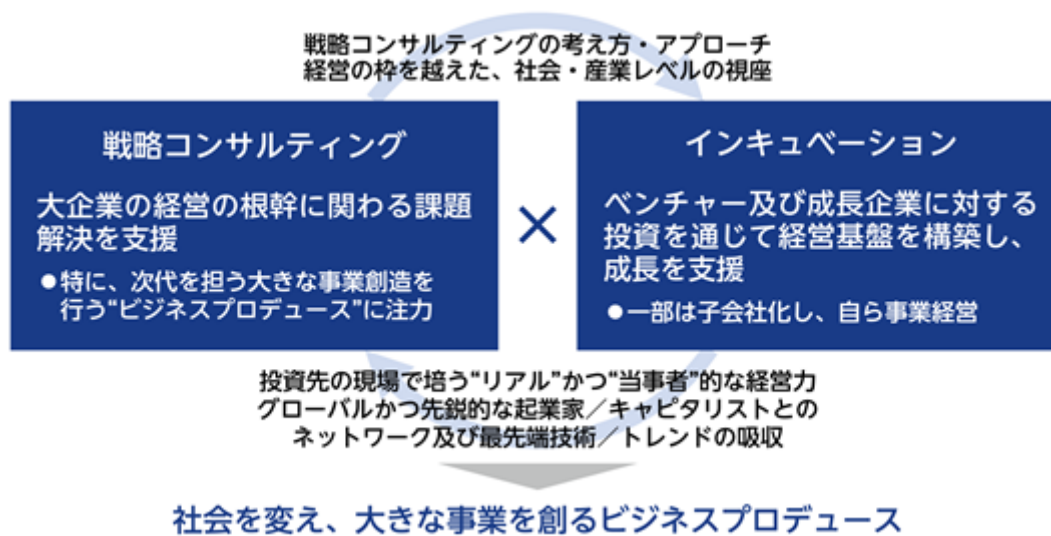 戦略コンサルティングの考え方・アプローチ
経営の枠を越えた、社会・産業レベルの視座
戦略コンサルティング
大企業の経営の根幹に関わる課題
解決を支援
●特に、次代を担う大きな事業創造を
行う“ビジネスプロデュース”に注力
×
インキュベーション
ベンチャー及び成長企業に対する
投資を通じて経営基盤を構築し、
成長を支援
●一部は子会社化し、自ら事業経営
投資先の現場で培う“リアル”かつ“当事者”的な経営力
グローバルかつ先鋭的な起業家／キャピタリストとの
ネットワーク及び最先端技術／トレンドの吸収
社会を変え、大きな事業を創るビジネスプロデュース